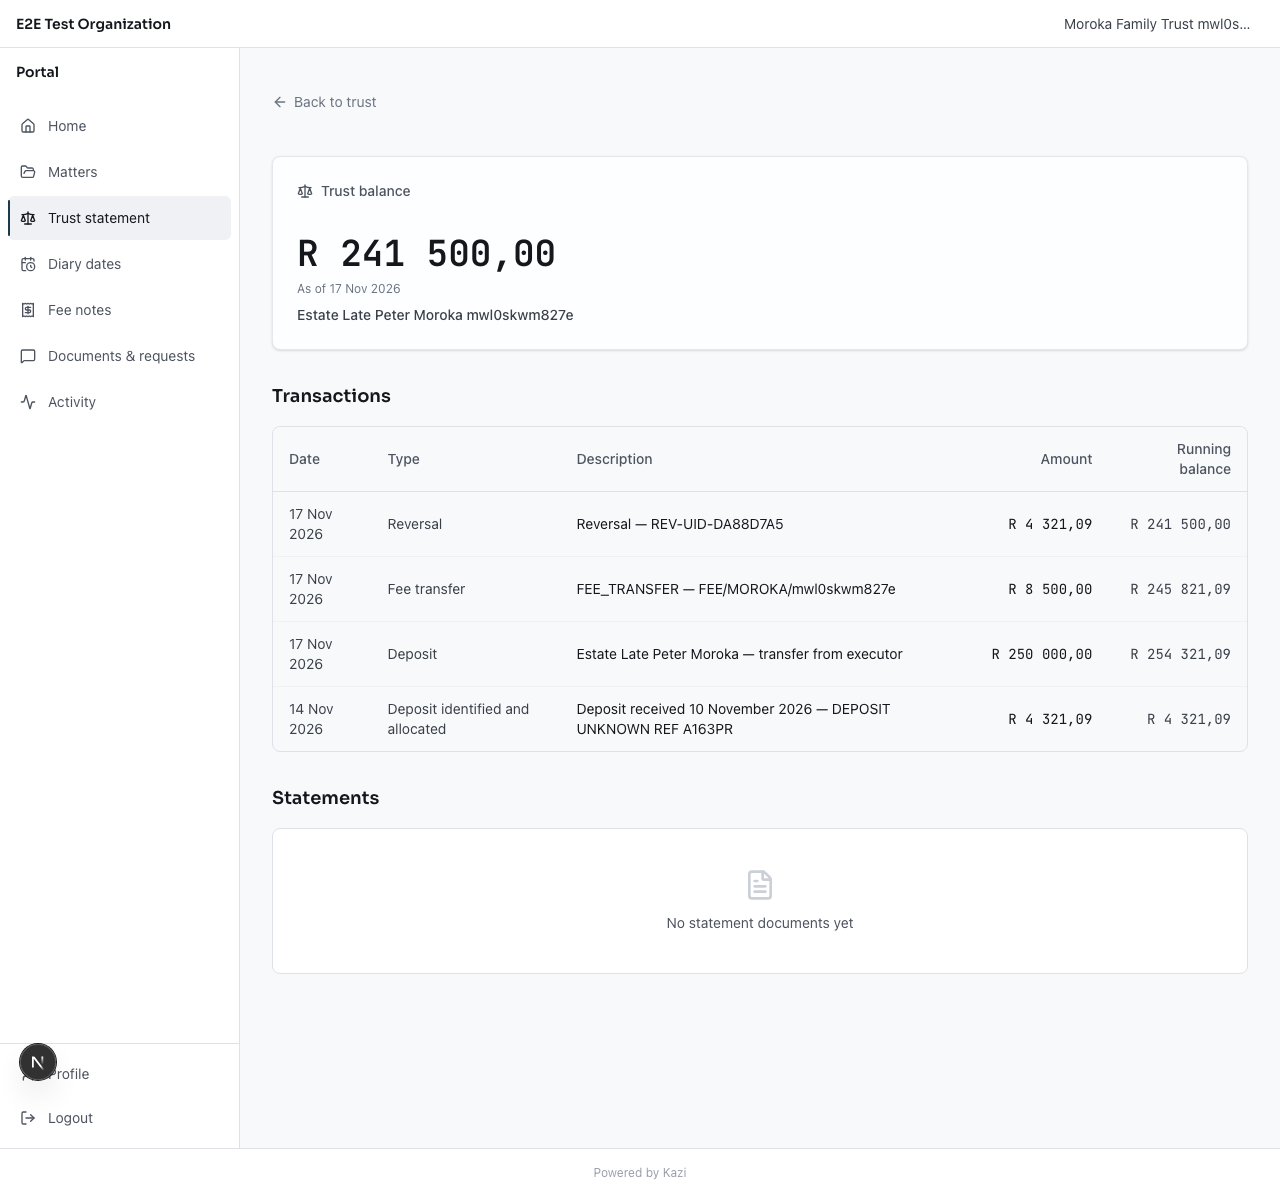 E2E Test Organization
Moroka Family Trust mwl0s...
Portal
Home
Matters
Trust statement
Diary dates
Fee notes
Documents & requests
Activity
Back to trust
Trust balance
R 241 500,00
As of 17 Nov 2026
Estate Late Peter Moroka mwl0skwm827e
Transactions
Date Type Description Amount Running
balance
17 Nov
2026
Reversal Reversal — REV-UID-DA88D7A5 R 4 321,09 R 241 500,00
17 Nov
2026
Fee transfer FEE_TRANSFER — FEE/MOROKA/mwl0skwm827e R 8 500,00 R 245 821,09
17 Nov
2026
Deposit Estate Late Peter Moroka — transfer from executor R 250 000,00 R 254 321,09
14 Nov
2026
Deposit identified and
allocated
Deposit received 10 November 2026 — DEPOSIT
UNKNOWN REF A163PR
R 4 321,09 R 4 321,09
Statements
No statement documents yet
N
Profile
Logout
Powered by Kazi